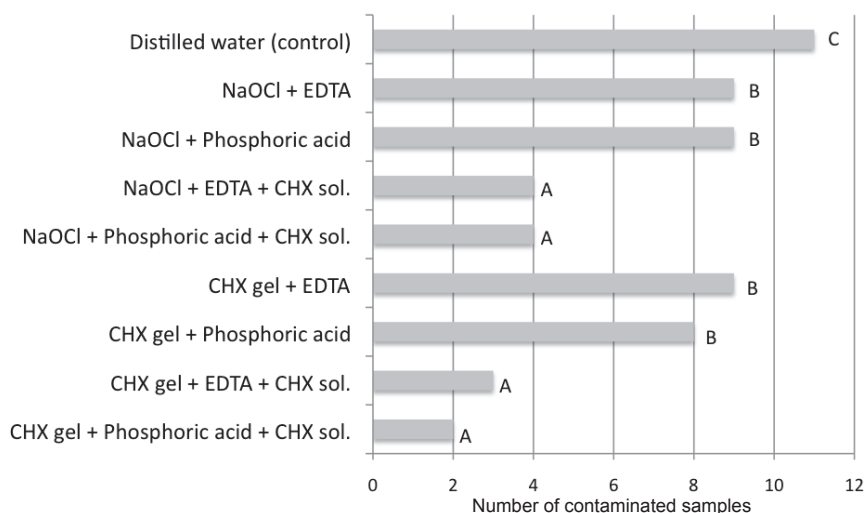 Distilled water (control) C
NaOCl + EDTA B
NaOCl + Phosphoric acid B
NaOCl + EDTA + CHX sol. A
NaOCl + Phosphoric acid + CHX sol. A
CHX gel + EDTA B
CHX gel + Phosphoric acid B
CHX gel + EDTA + CHX sol. A
CHX gel + Phosphoric acid + CHX sol. A
0 2 4 6 8 10 12
Number of contaminated samples